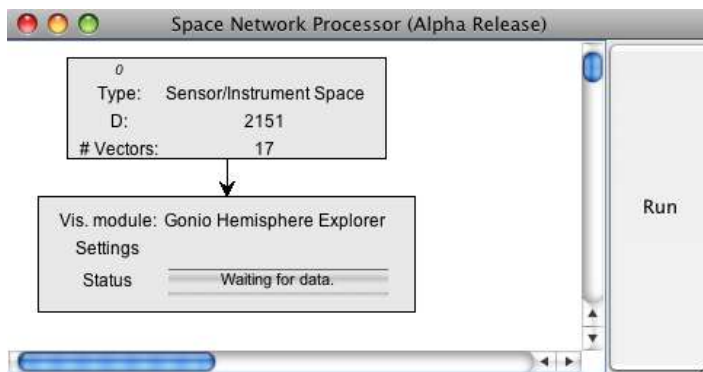 Space Network Processor (Alpha Release)
0
Type: Sensor/Instrument Space
D: 2151
# Vectors: 17
Vis. module: Gonio Hemisphere Explorer
Settings
Status Waiting for data.
Run